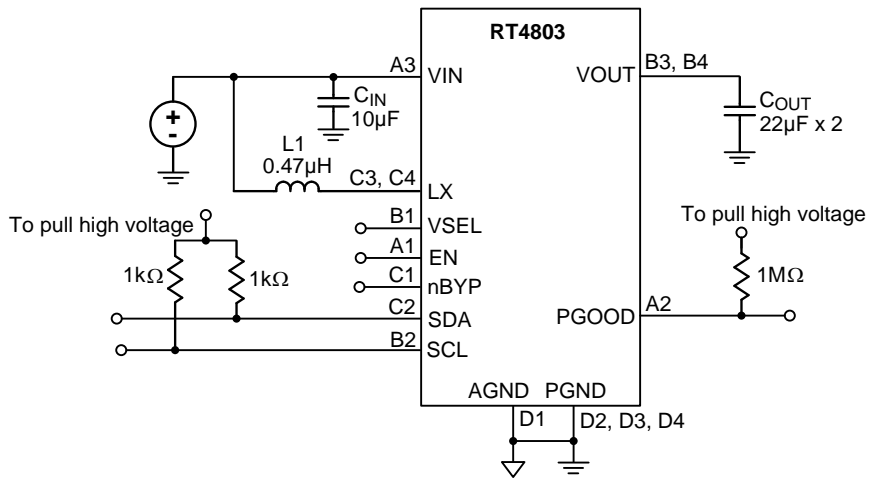 RT4803
A3
VIN
VOUT
B3, B4
+
-
CIN
10µF
COUT
22µF x 2
L1
0.47µH
C3, C4
LX
To pull high voltage
B1
VSEL
A1
EN
C1
nBYP
1kΩ
1kΩ
C2
SDA
B2
SCL
To pull high voltage
1MΩ
PGOOD
A2
AGND
PGND
D1
D2, D3, D4